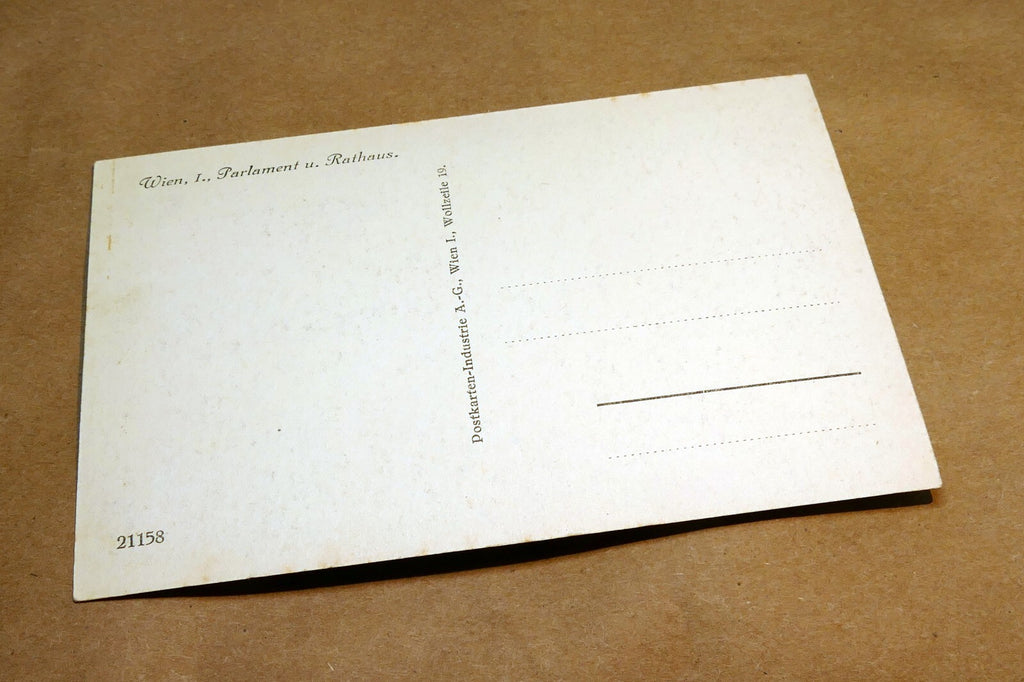 Wien, I., Parlament u. Rathaus.
Postkarten-Industrie A.-G., Wien I., Wollzeile 19.
21158